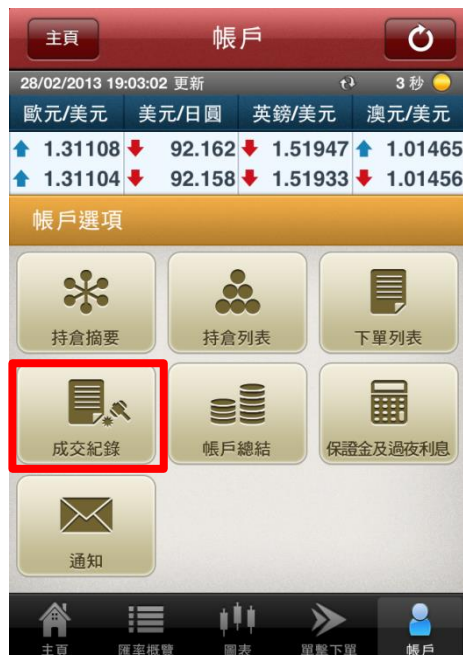 主頁 帳戶
28/02/2013 19:03:02 更新 3 秒
歐元/美元 美元/日圓 英鎊/美元 澳元/美元
1.31108 92.162 1.51947 1.01465
1.31104 92.158 1.51933 1.01456
帳戶選項
持倉摘要 持倉列表 下單列表
成交紀錄 帳戶總結 保證金及過夜利息
通知
主頁 匯率概覽 圖表 單擊下單 帳戶